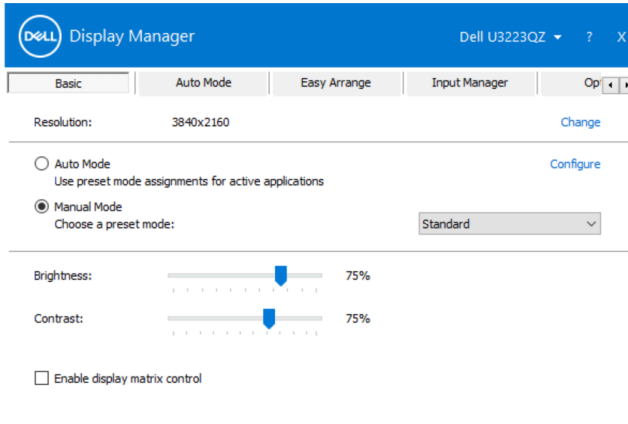 DELL Display Manager Dell U3223QZ ? X
Basic Auto Mode Easy Arrange Input Manager
Resolution: 3840x2160 Change
Auto Mode Configure
Use preset mode assignments for active applications
Manual Mode
Choose a preset mode: Standard
Brightness: 75%
Contrast: 75%
Enable display matrix control